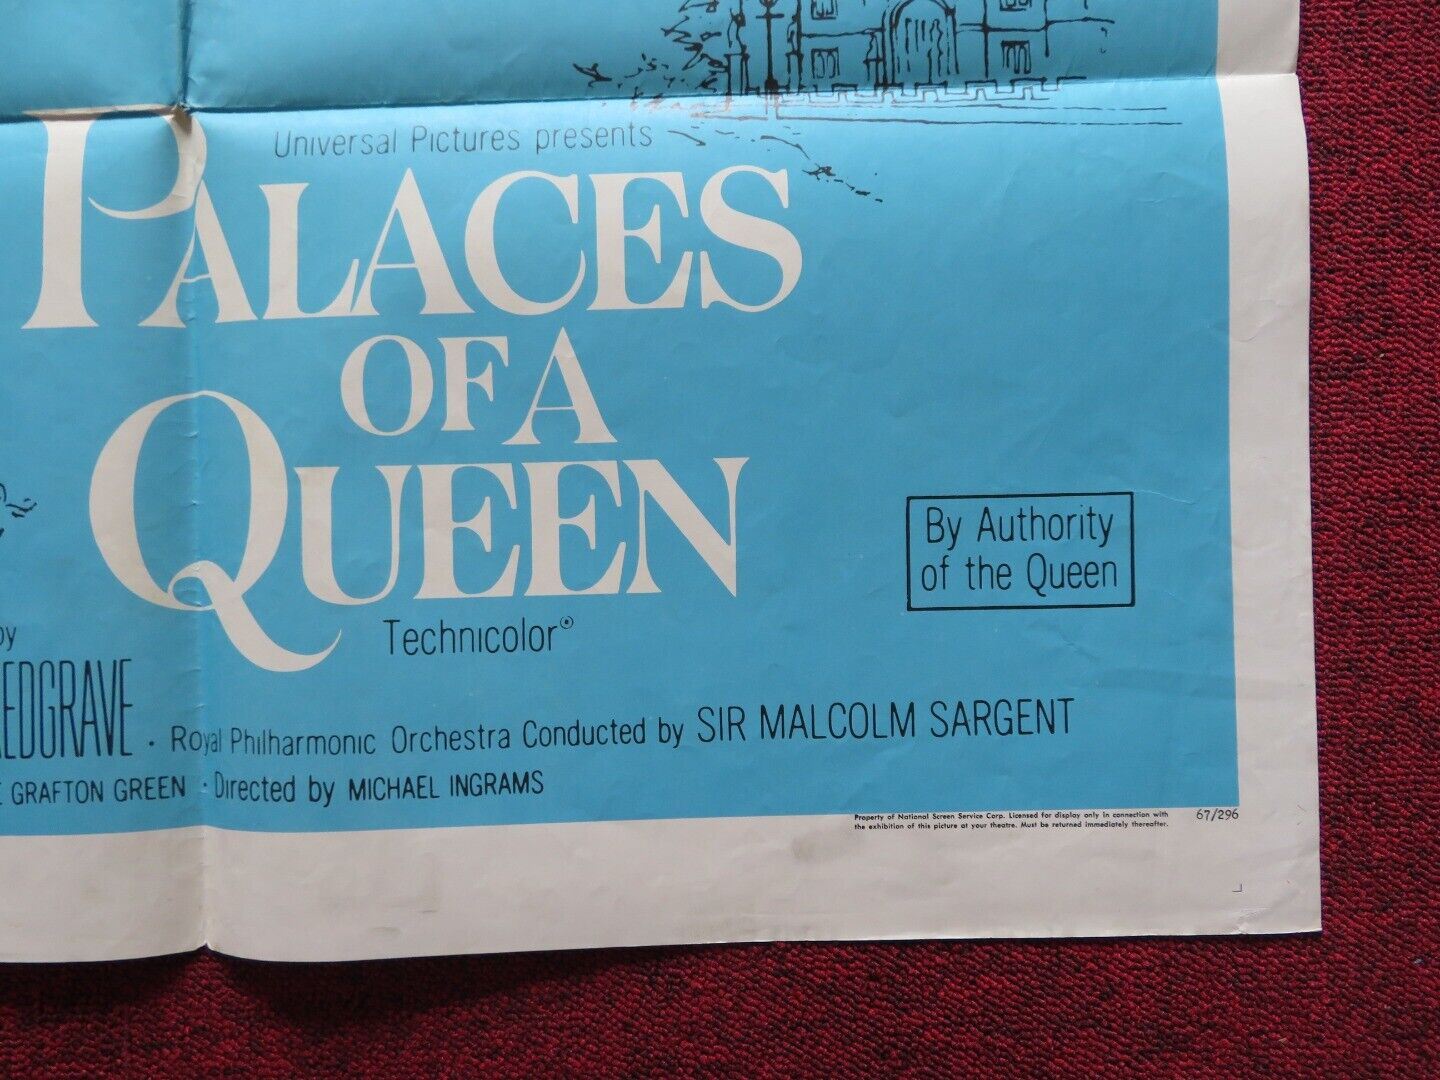 Universal Pictures presents
PALACES
OF A
QUEEN
Technicolor
By Authority
of the Queen
by
EDGRAVE · Royal Philharmonic Orchestra Conducted by SIR MALCOLM SARGENT
GRAFTON GREEN · Directed by MICHAEL INGRAMS
Property of National Screen Service Corp. Licensed for display only in connection with
the exhibition of this picture at your theatre. Must be returned immediately thereafter.
67/296